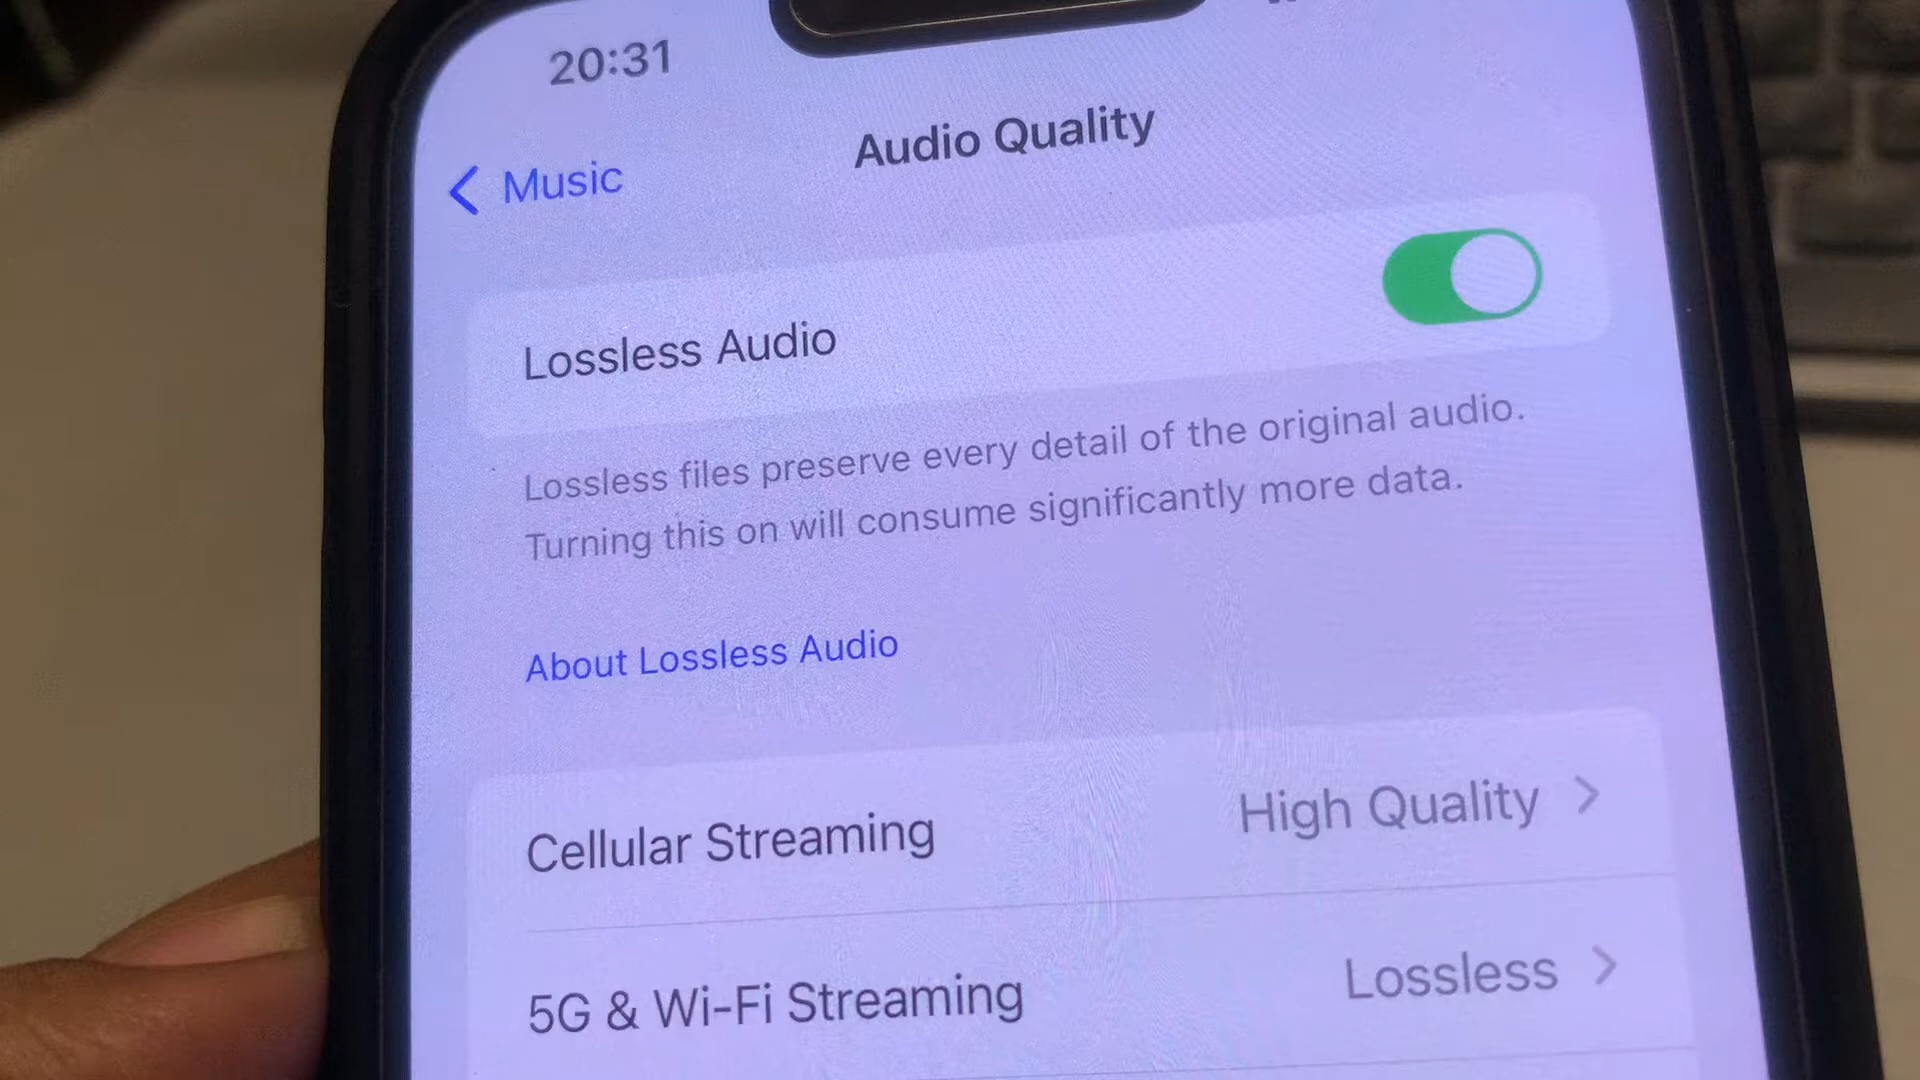 20:31
Audio Quality
Music
Lossless Audio
Lossless files preserve every detail of the original audio.
Turning this on will consume significantly more data.
About Lossless Audio
Cellular Streaming High Quality
5G & Wi-Fi Streaming Lossless